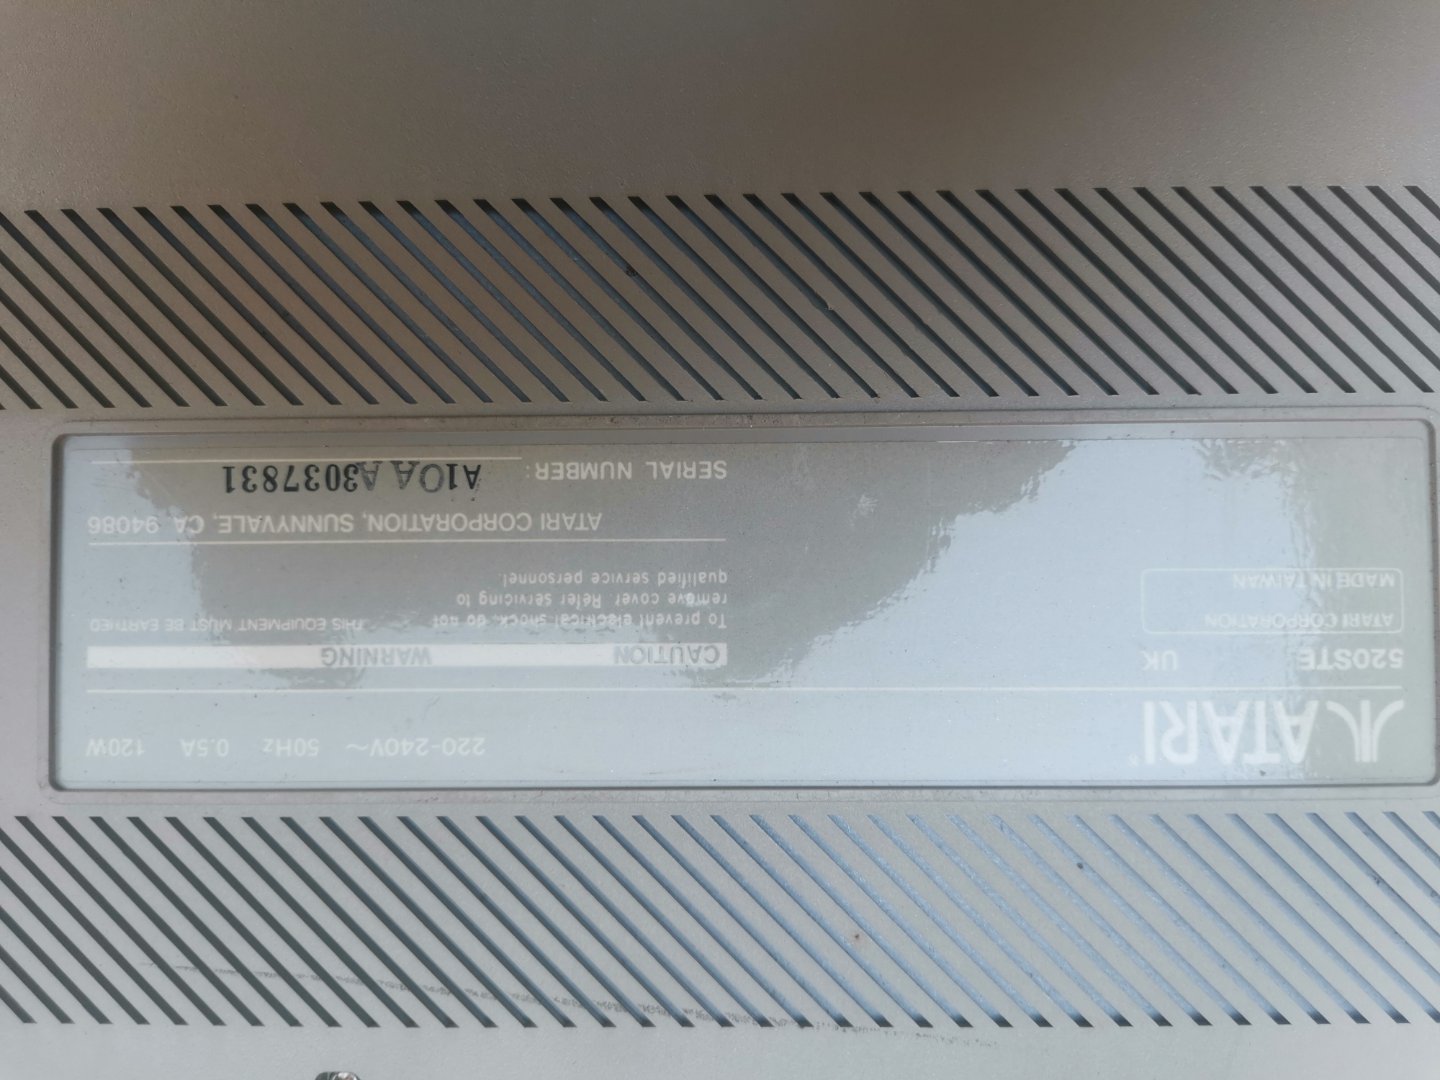 ATARI®
220-240V~ 50Hz 0.5A 120W
520STE UK
ATARI CORPORATION
MADE IN TAIWAN
CAUTION WARNING
To prevent electrical shock, do not THIS EQUIPMENT MUST BE EARTHED
remove cover. Refer servicing to
qualified service personnel.
ATARI CORPORATION, SUNNYVALE, CA 94086
SERIAL NUMBER: A1OA A3037831